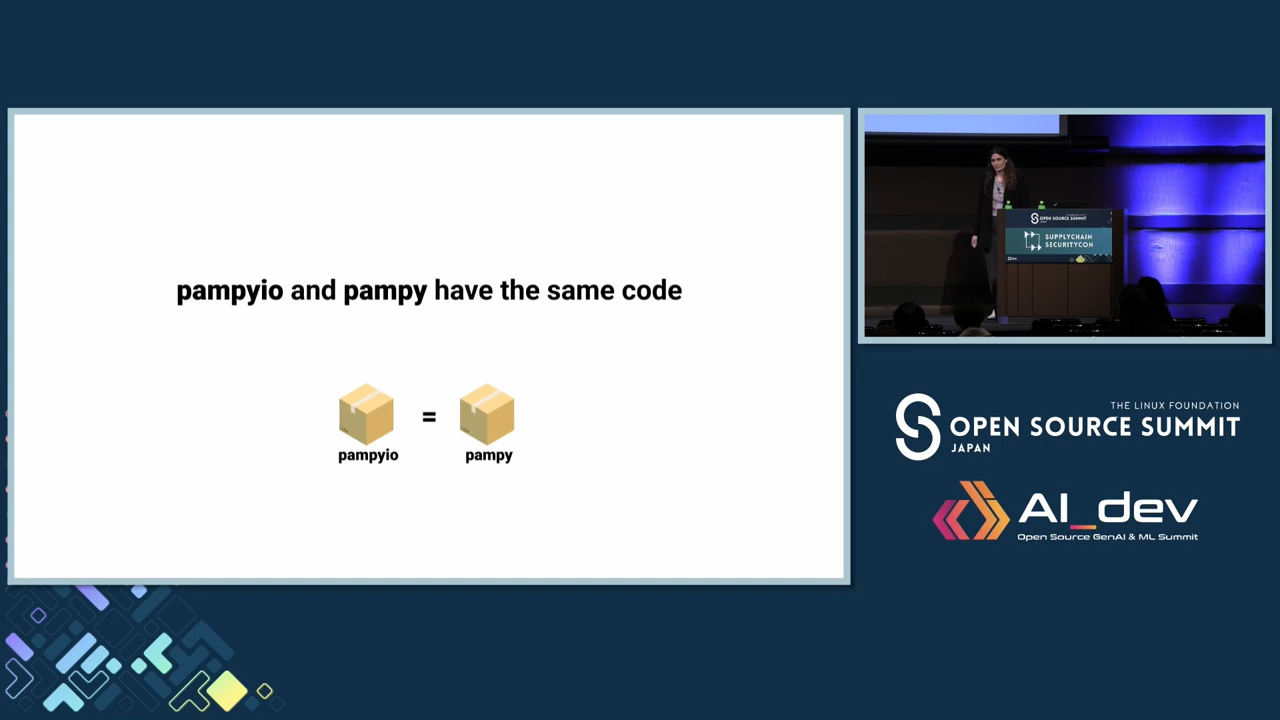 pampyio and pampy have the same code
=
pampyio
pampy
OPEN SOURCE SUMMIT
SUPPLYCHAIN
SECURITYCON
THE LINUX FOUNDATION
OPEN SOURCE SUMMIT
JAPAN
AI_dev
Open Source GenAI & ML Summit